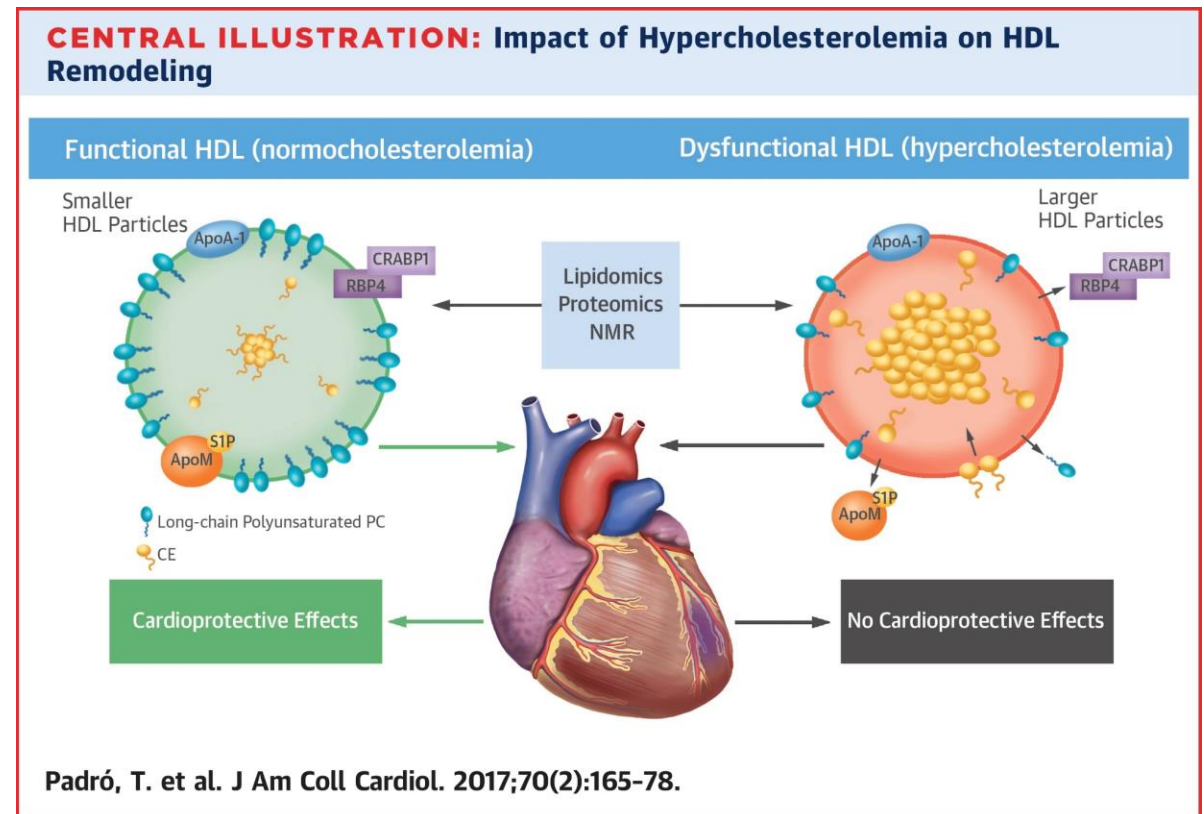 CENTRAL ILLUSTRATION: Impact of Hypercholesterolemia on HDL
Remodeling
Functional HDL (normocholesterolemia)
Dysfunctional HDL (hypercholesterolemia)
Smaller
HDL Particles
ApoA-1
CRABP1
RBP4
S1P
ApoM
Long-chain Polyunsaturated PC
CE
Lipidomics
Proteomics
NMR
Larger
HDL Particles
ApoA-1
CRABP1
RBP4
S1P
ApoM
Cardioprotective Effects
No Cardioprotective Effects
Padró, T. et al. J Am Coll Cardiol. 2017;70(2):165–78.